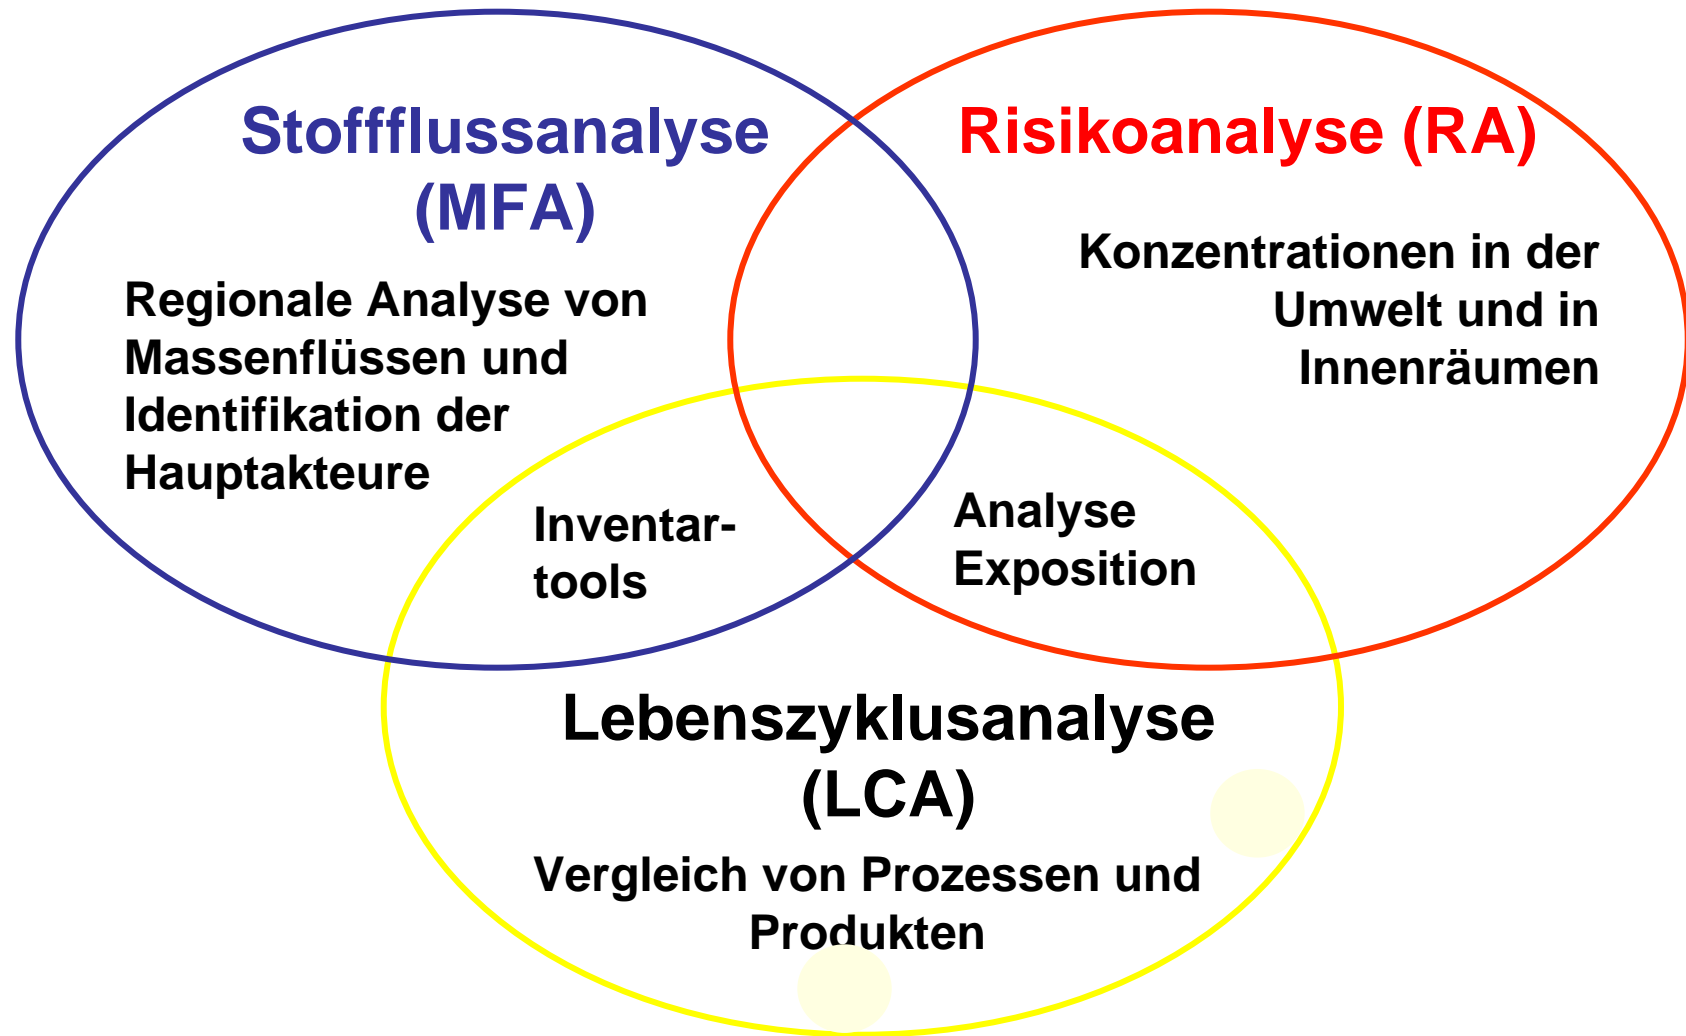 Stoffflussanalyse
(MFA)
Regionale Analyse von
Massenflüssen und
Identifikation der
Hauptakteure
Risikoanalyse (RA)
Konzentrationen in der
Umwelt und in
Innenräumen
Inventar-
tools
Analyse
Exposition
Lebenszyklusanalyse
(LCA)
Vergleich von Prozessen und
Produkten